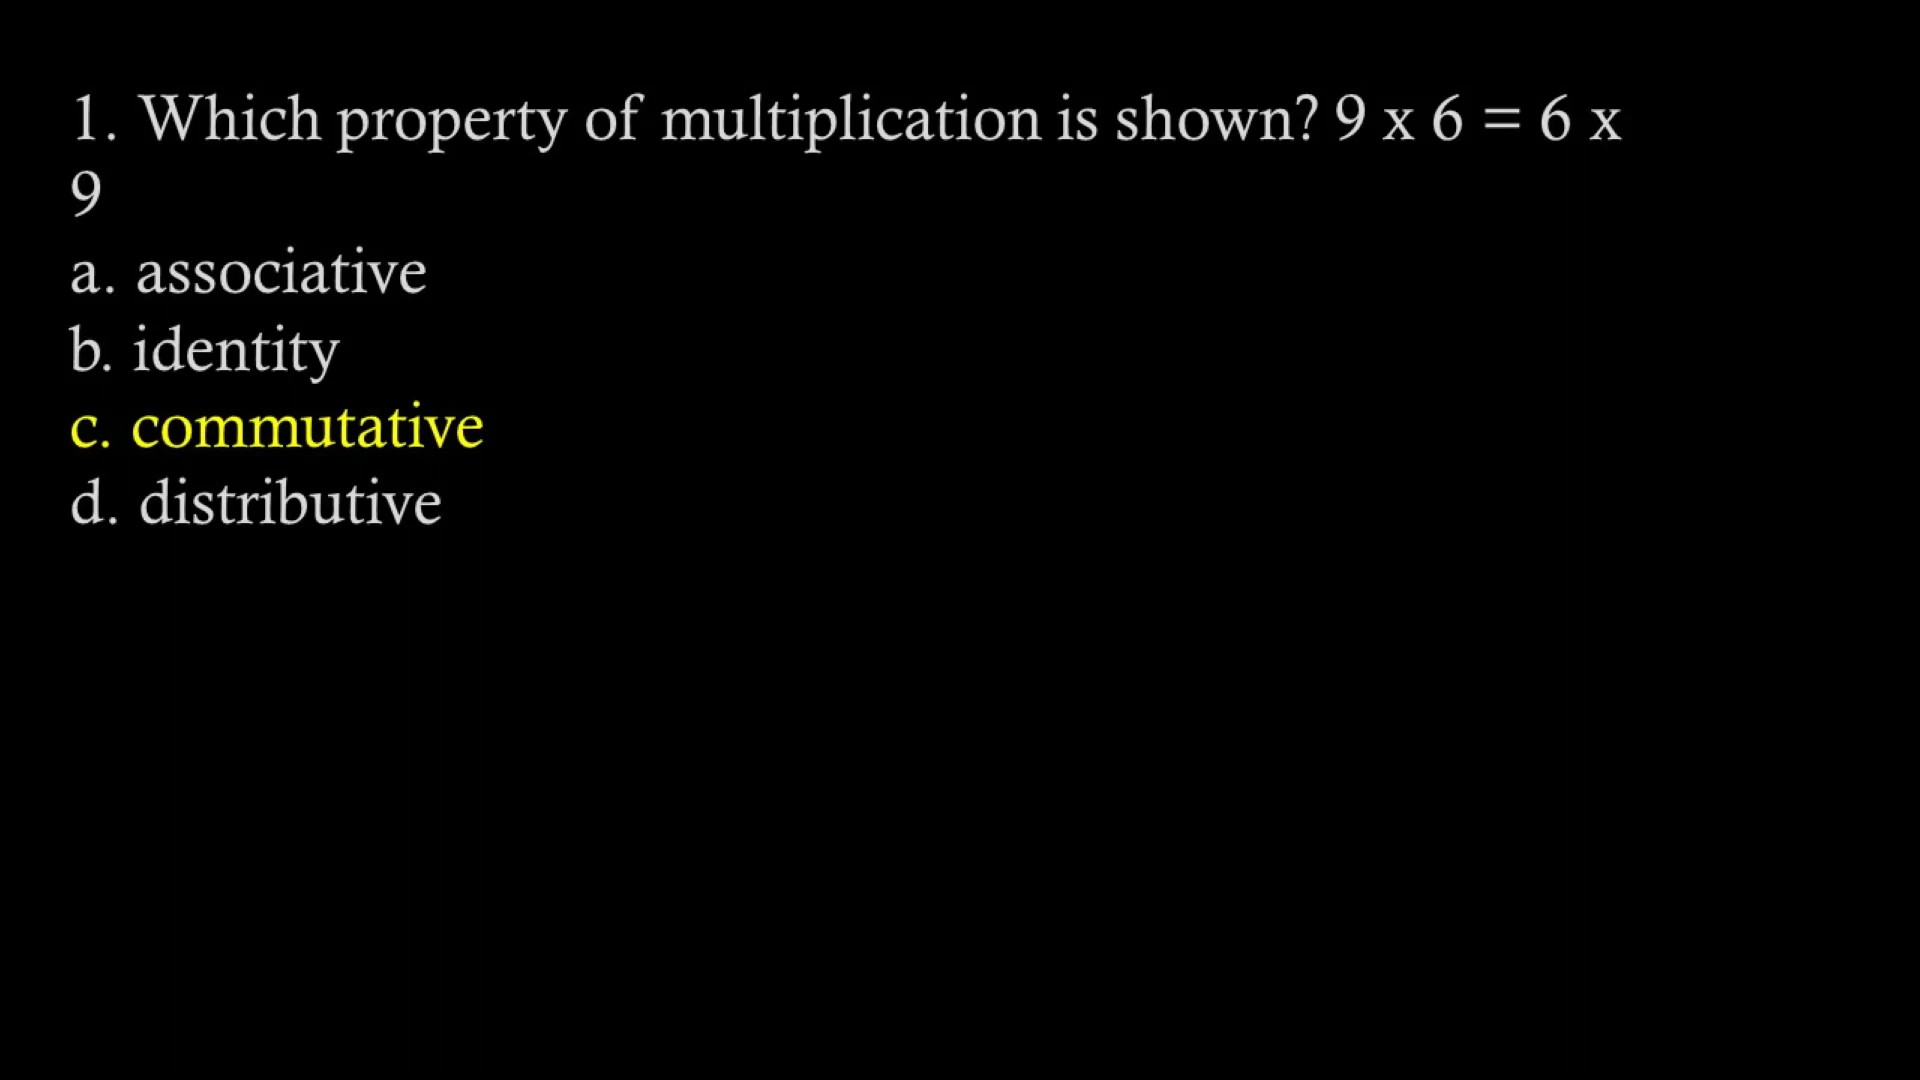 1. Which property of multiplication is shown? 9 x 6 = 6 x
9
a. associative
b. identity
c. commutative
d. distributive